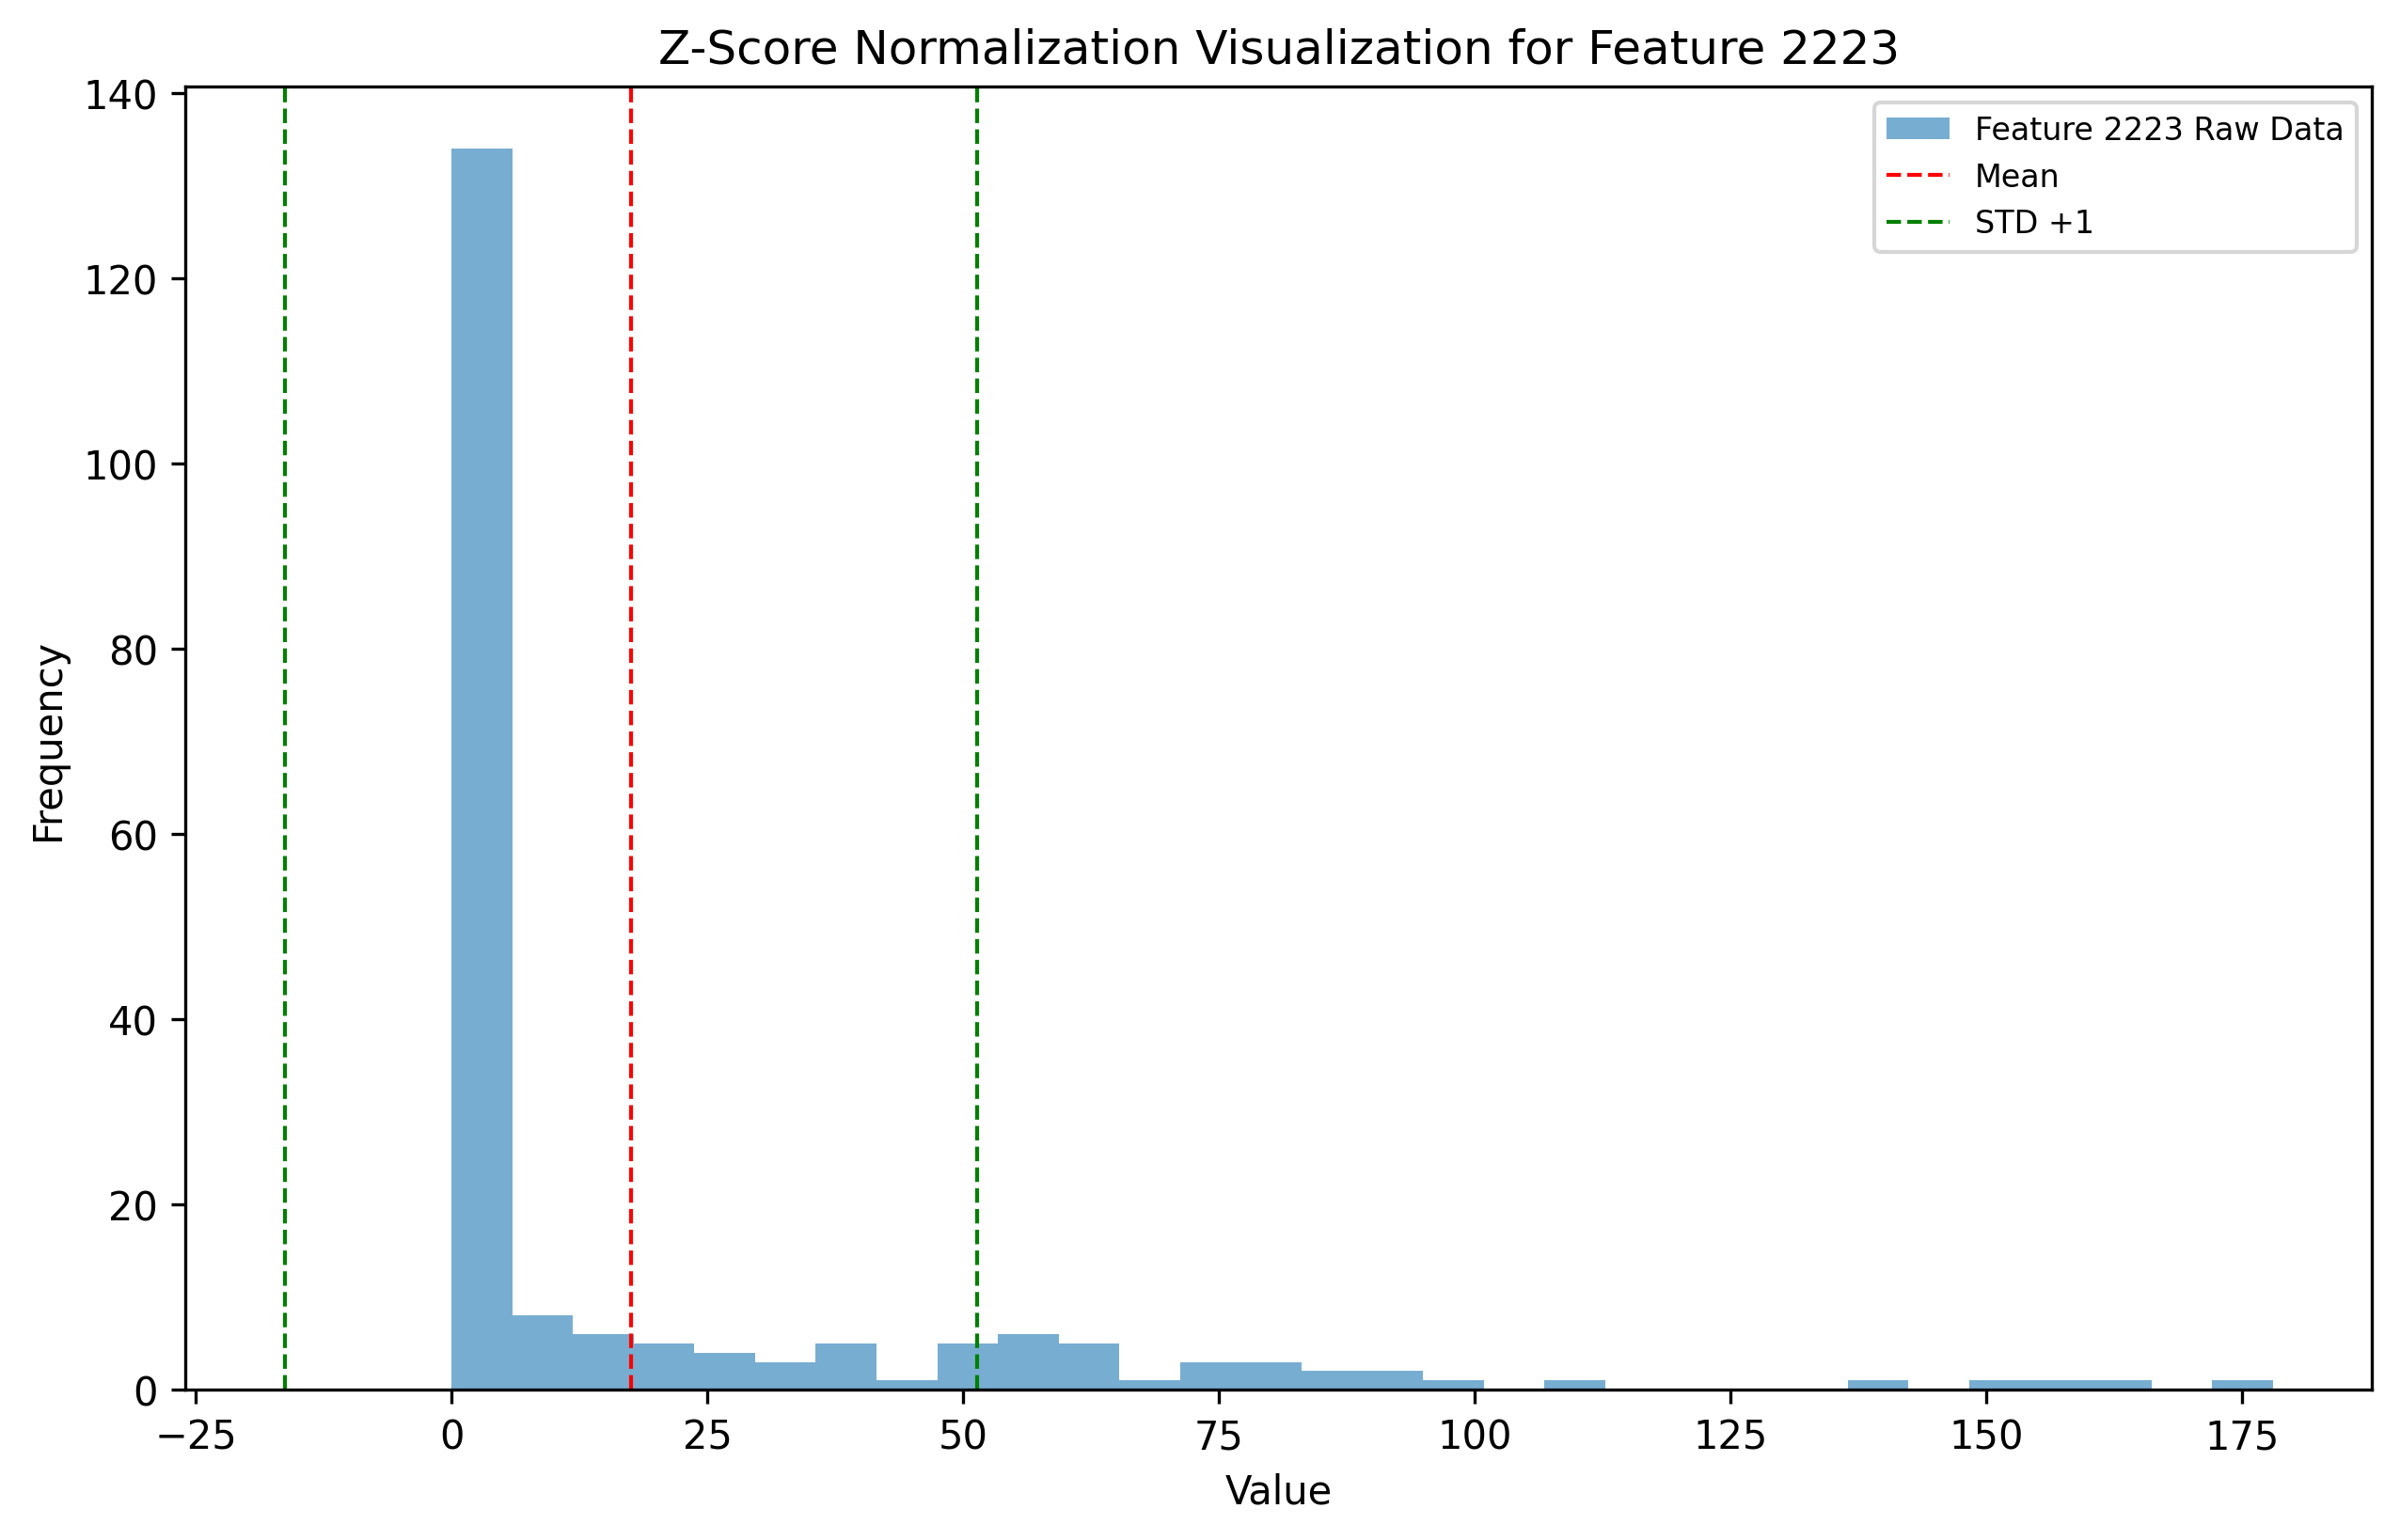 Z-Score Normalization Visualization for Feature 2223
Feature 2223 Raw Data
Mean
STD +1
Frequency
140
120
100
80
60
40
20
0
−25 0 25 50 75 100 125 150 175
Value